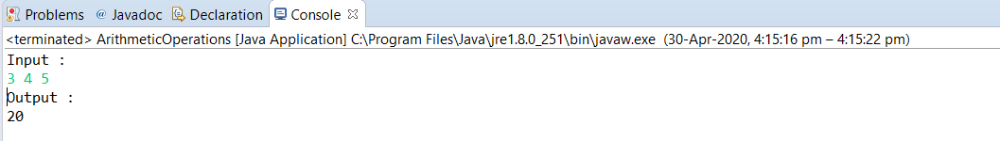 Problems @ Javadoc Declaration Console
<terminated> ArithmeticOperations [Java Application] C:\Program Files\Java\jre1.8.0_251\bin\javaw.exe (30-Apr-2020, 4:15:16 pm – 4:15:22 pm)
Input :
3 4 5
Output :
20